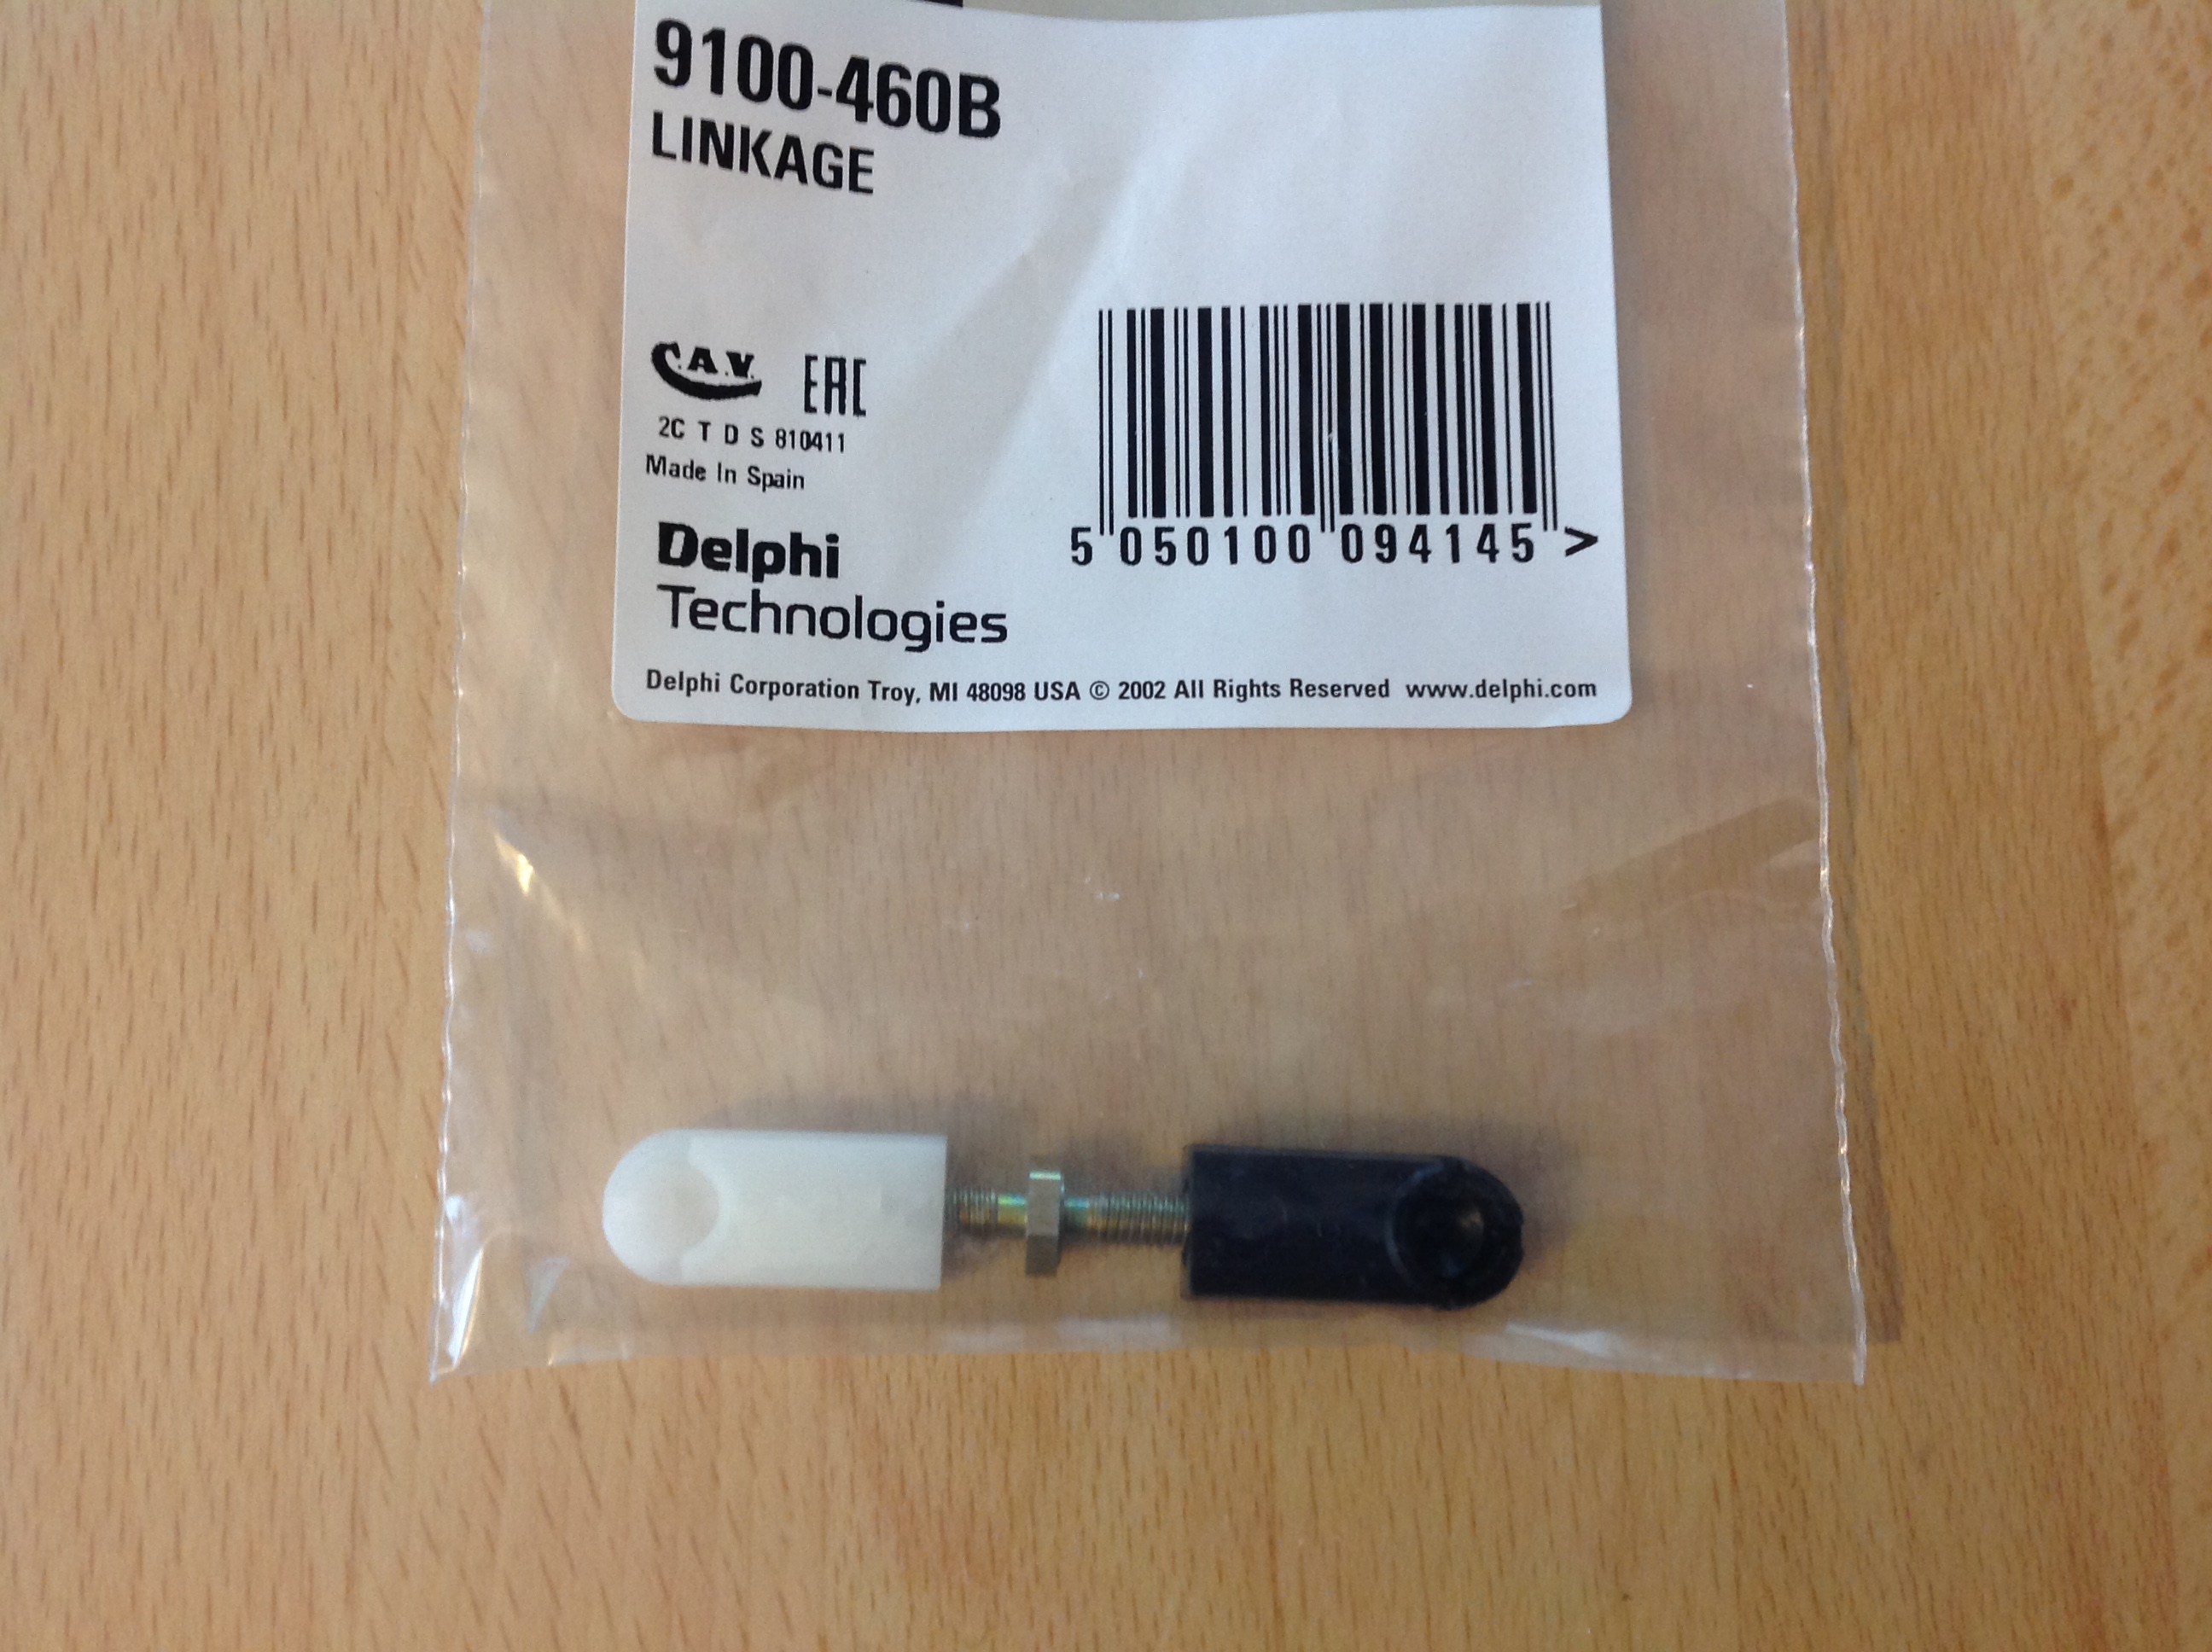 9100-460B
LINKAGE
C.A.V. EAC
2C T D S 810411
Made In Spain
5 050100 094145 >
Delphi
Technologies
Delphi Corporation Troy, MI 48098 USA © 2002 All Rights Reserved www.delphi.com